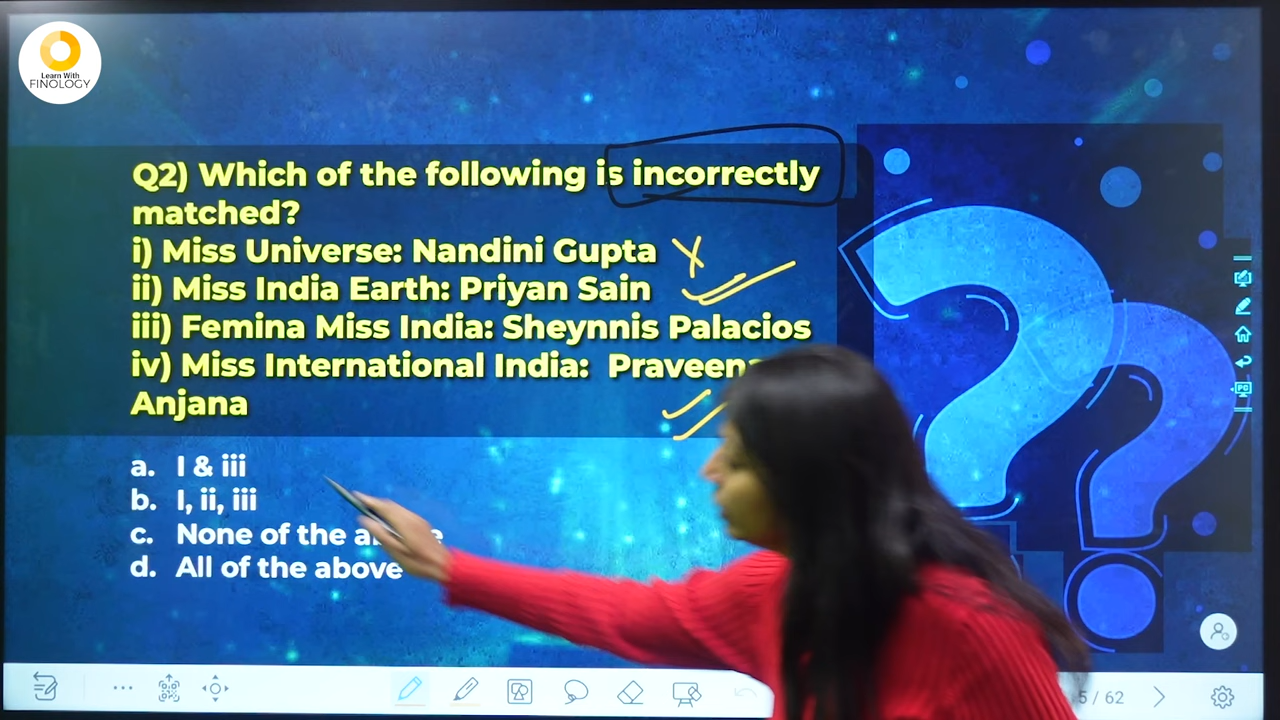 Learn With
FINOLOGY
Q2) Which of the following is incorrectly
matched?
i) Miss Universe: Nandini Gupta
ii) Miss India Earth: Priyan Sain
iii) Femina Miss India: Sheynnis Palacios
iv) Miss International India: Praveena
Anjana
a. I & iii
b. I, ii, iii
c. None of the
d. All of the above
5 / 62